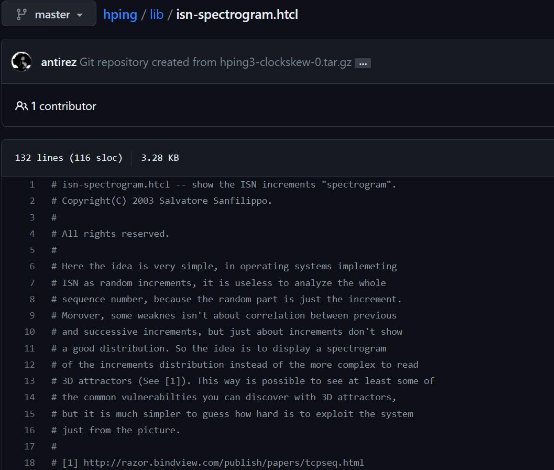 master hping / lib / isn-spectrogram.htcl
antirez Git repository created from hping3-clockskew-0.tar.gz ...
1 contributor
132 lines (116 sloc) 3.28 KB
1 # isn-spectrogram.htcl -- show the ISN increments "spectrogram".
2 # Copyright(C) 2003 Salvatore Sanfilippo.
3 #
4 # All rights reserved.
5 #
6 # Here the idea is very simple, in operating systems implemeting
7 # ISN as random increments, it is useless to analyze the whole
8 # sequence number, because the random part is just the increment.
9 # Morover, some weaknes isn't about correlation between previous
10 # and successive increments, but just about increments don't show
11 # a good distribution. So the idea is to display a spectrogram
12 # of the increments distribution instead of the more complex to read
13 # 3D attractors (See [1]). This way is possible to see at least some of
14 # the common vulnerabilties you can discover with 3D attractors,
15 # but it is much simpler to guess how hard is to exploit the system
16 # just from the picture.
17 #
18 # [1] http://razor.bindview.com/publish/papers/tcpseq.html